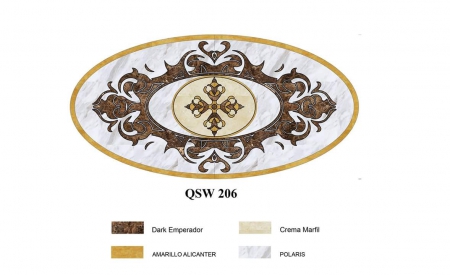 QSW 206
Dark Emperador
Crema Marfil
AMARILLO ALICANTER
POLARIS